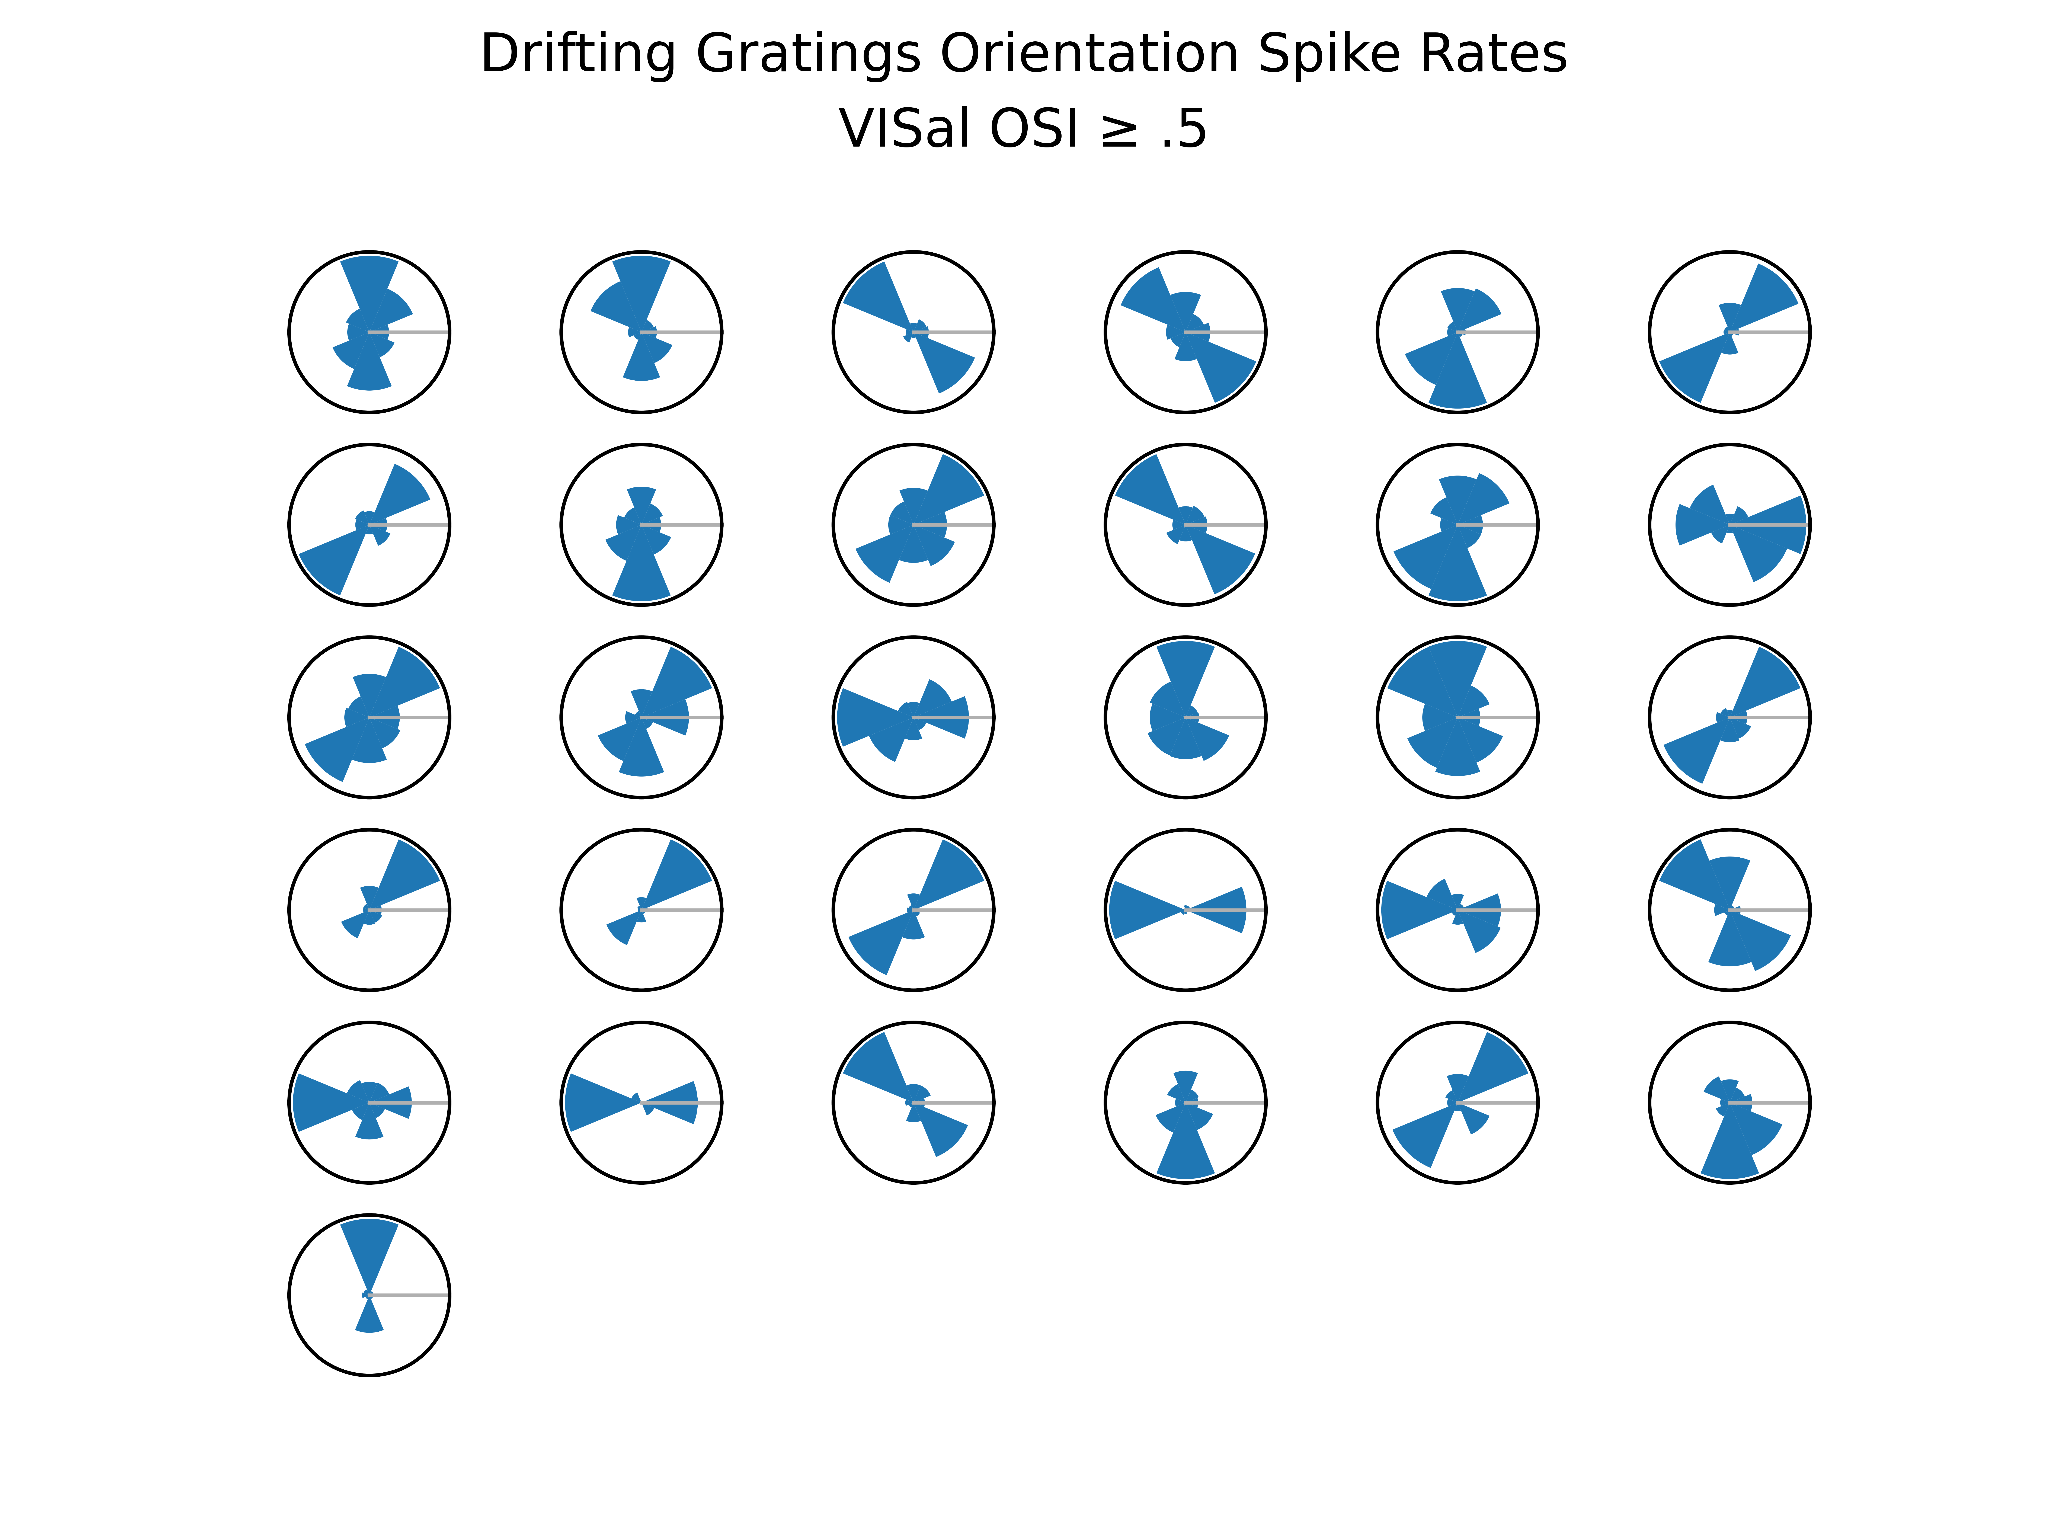 Drifting Gratings Orientation Spike Rates
VISal OSI ≥ .5